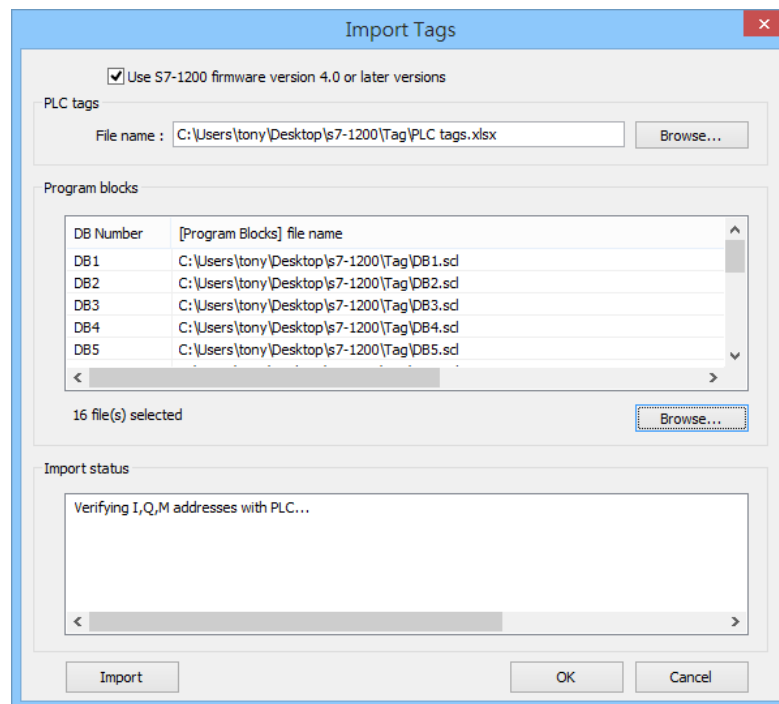 Import Tags
Use S7-1200 firmware version 4.0 or later versions
PLC tags
File name : C:\Users\tony\Desktop\s7-1200\Tag\PLC tags.xlsx Browse...
Program blocks
DB Number [Program Blocks] file name
DB1 C:\Users\tony\Desktop\s7-1200\Tag\DB1.scl
DB2 C:\Users\tony\Desktop\s7-1200\Tag\DB2.scl
DB3 C:\Users\tony\Desktop\s7-1200\Tag\DB3.scl
DB4 C:\Users\tony\Desktop\s7-1200\Tag\DB4.scl
DB5 C:\Users\tony\Desktop\s7-1200\Tag\DB5.scl
16 file(s) selected Browse...
Import status
Verifying I,Q,M addresses with PLC...
Import OK Cancel